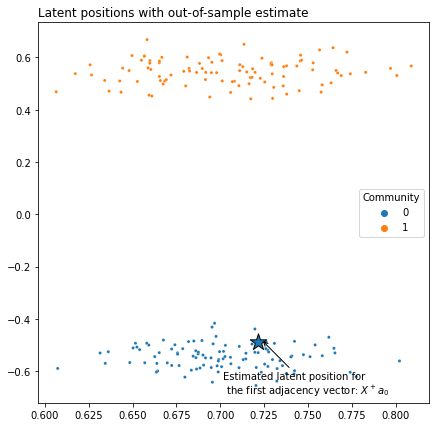 Latent positions with out-of-sample estimate
0.6
0.4
0.2
0.0
−0.2
−0.4
−0.6
Community
0
1
Estimated latent position for
the first adjacency vector: X⁺a₀
0.600 0.625 0.650 0.675 0.700 0.725 0.750 0.775 0.800